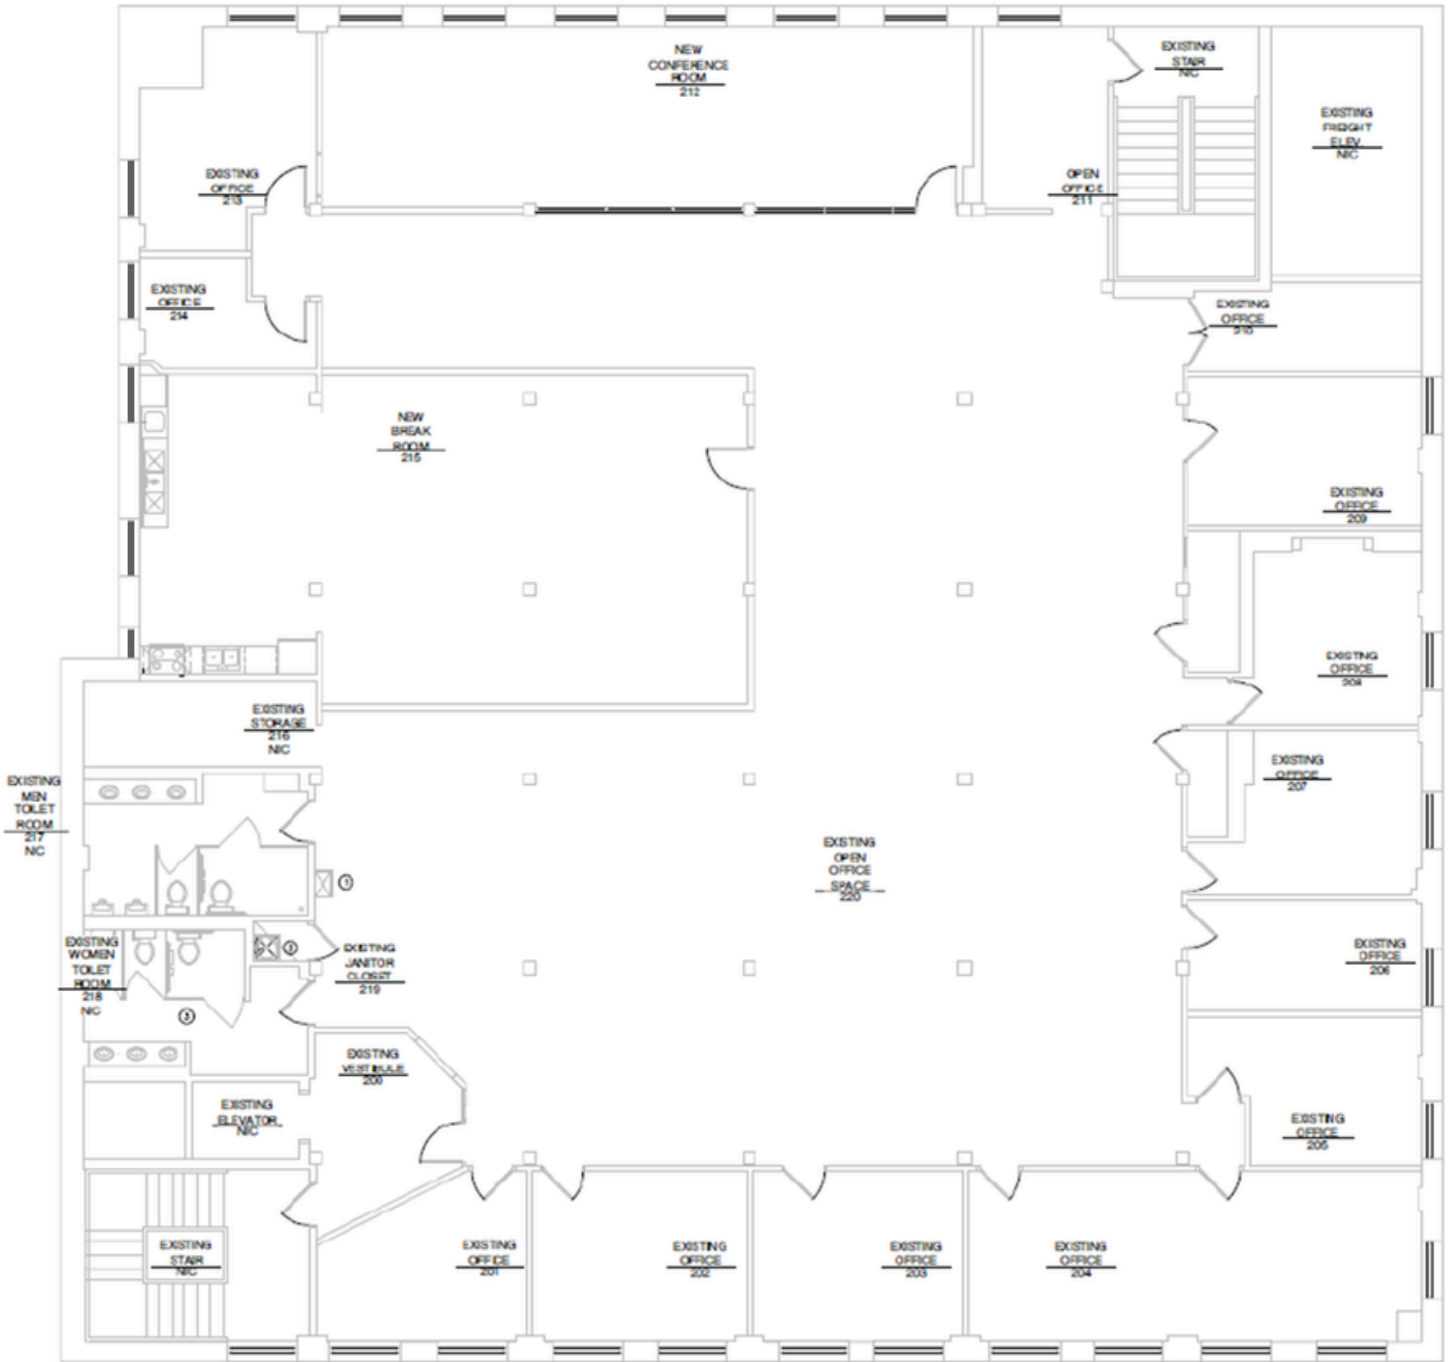 NEW
CONFERENCE
ROOM
212
EXISTING
STAIR
NIC
EXISTING
FREIGHT
ELEV.
NIC
EXISTING
OFFICE
213
OPEN
OFFICE
211
EXISTING
OFFICE
214
EXISTING
OFFICE
210
NEW
BREAK
ROOM
215
EXISTING
OFFICE
209
EXISTING
OFFICE
208
EXISTING
STORAGE
216
NIC
EXISTING
MEN
TOILET
ROOM
217
NIC
EXISTING
OFFICE
207
EXISTING
OPEN
OFFICE
SPACE
220
1
EXISTING
WOMEN
TOILET
ROOM
218
NIC
2
EXISTING
JANITOR
CLOSET
219
EXISTING
OFFICE
206
3
EXISTING
VESTIBULE
200
EXISTING
ELEVATOR
NIC
EXISTING
OFFICE
205
EXISTING
STAIR
NIC
EXISTING
OFFICE
201
EXISTING
OFFICE
202
EXISTING
OFFICE
203
EXISTING
OFFICE
204